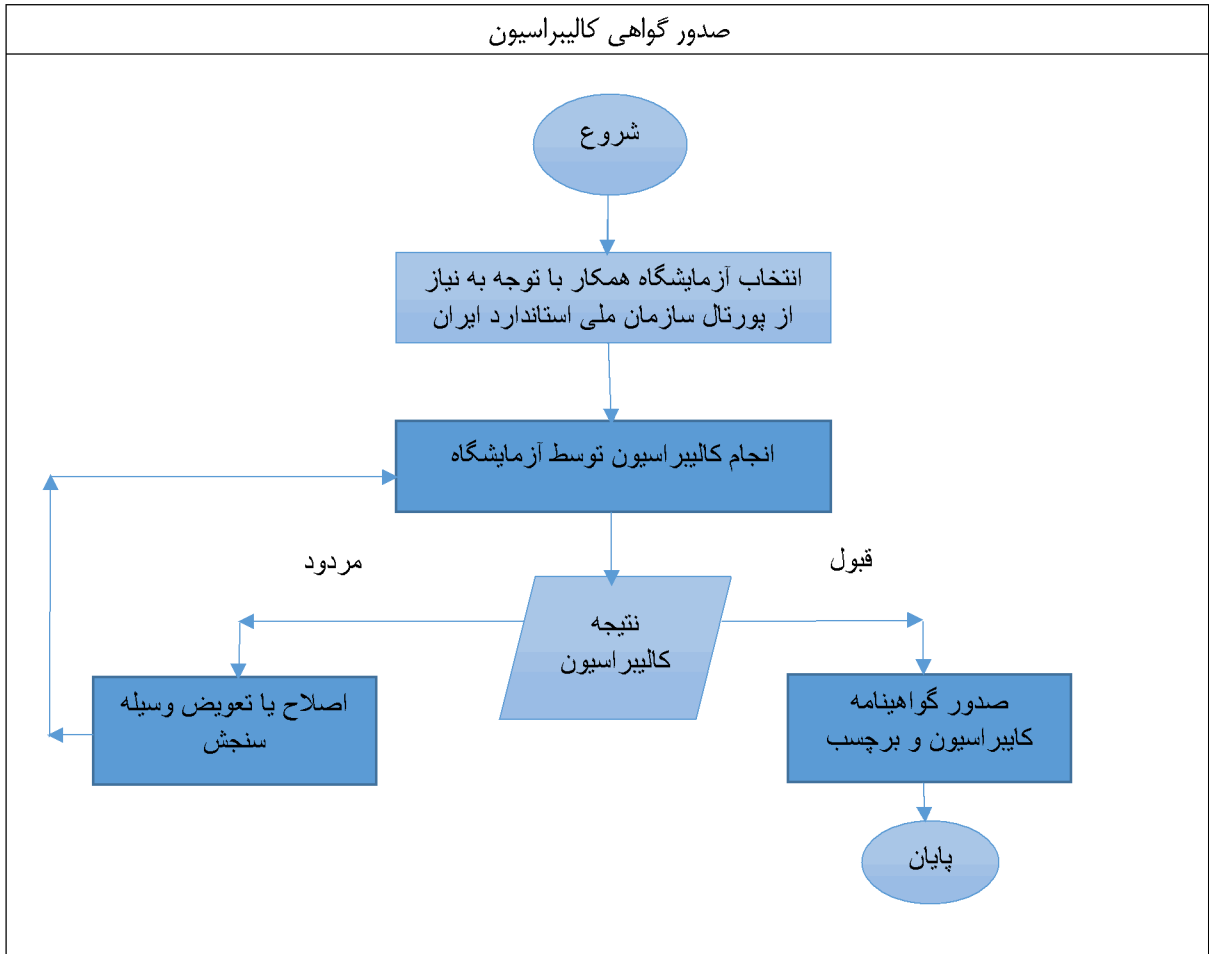 صدور گواهی کالیبراسیون
شروع
انتخاب آزمایشگاه همکار با توجه به نیاز
از پورتال سازمان ملی استاندارد ایران
انجام کالیبراسیون توسط آزمایشگاه
قبول
مردود
نتیجه
کالیبراسیون
صدور گواهینامه
کایبراسیون و برچسب
اصلاح یا تعویض وسیله
سنجش
پایان